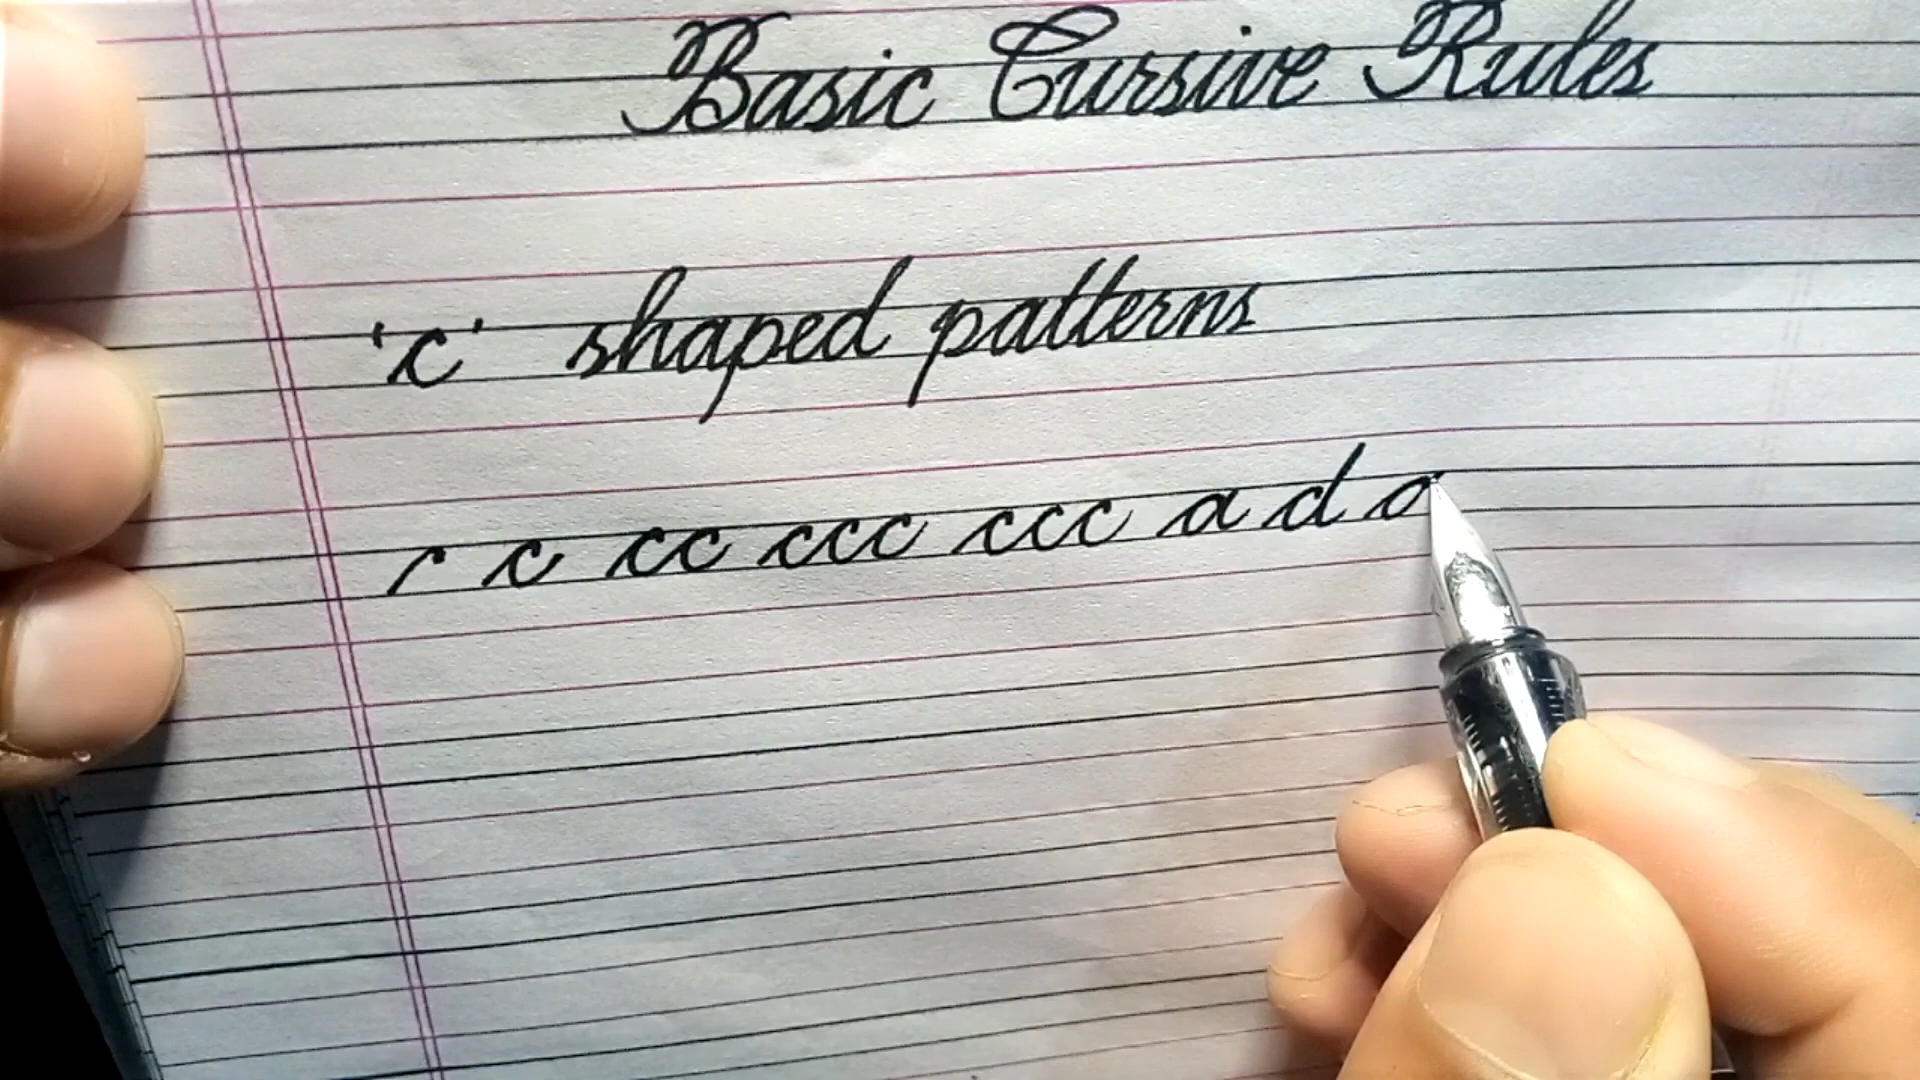 Basic Cursive Rules
'c' shaped patterns
c cc ccc ccc a d